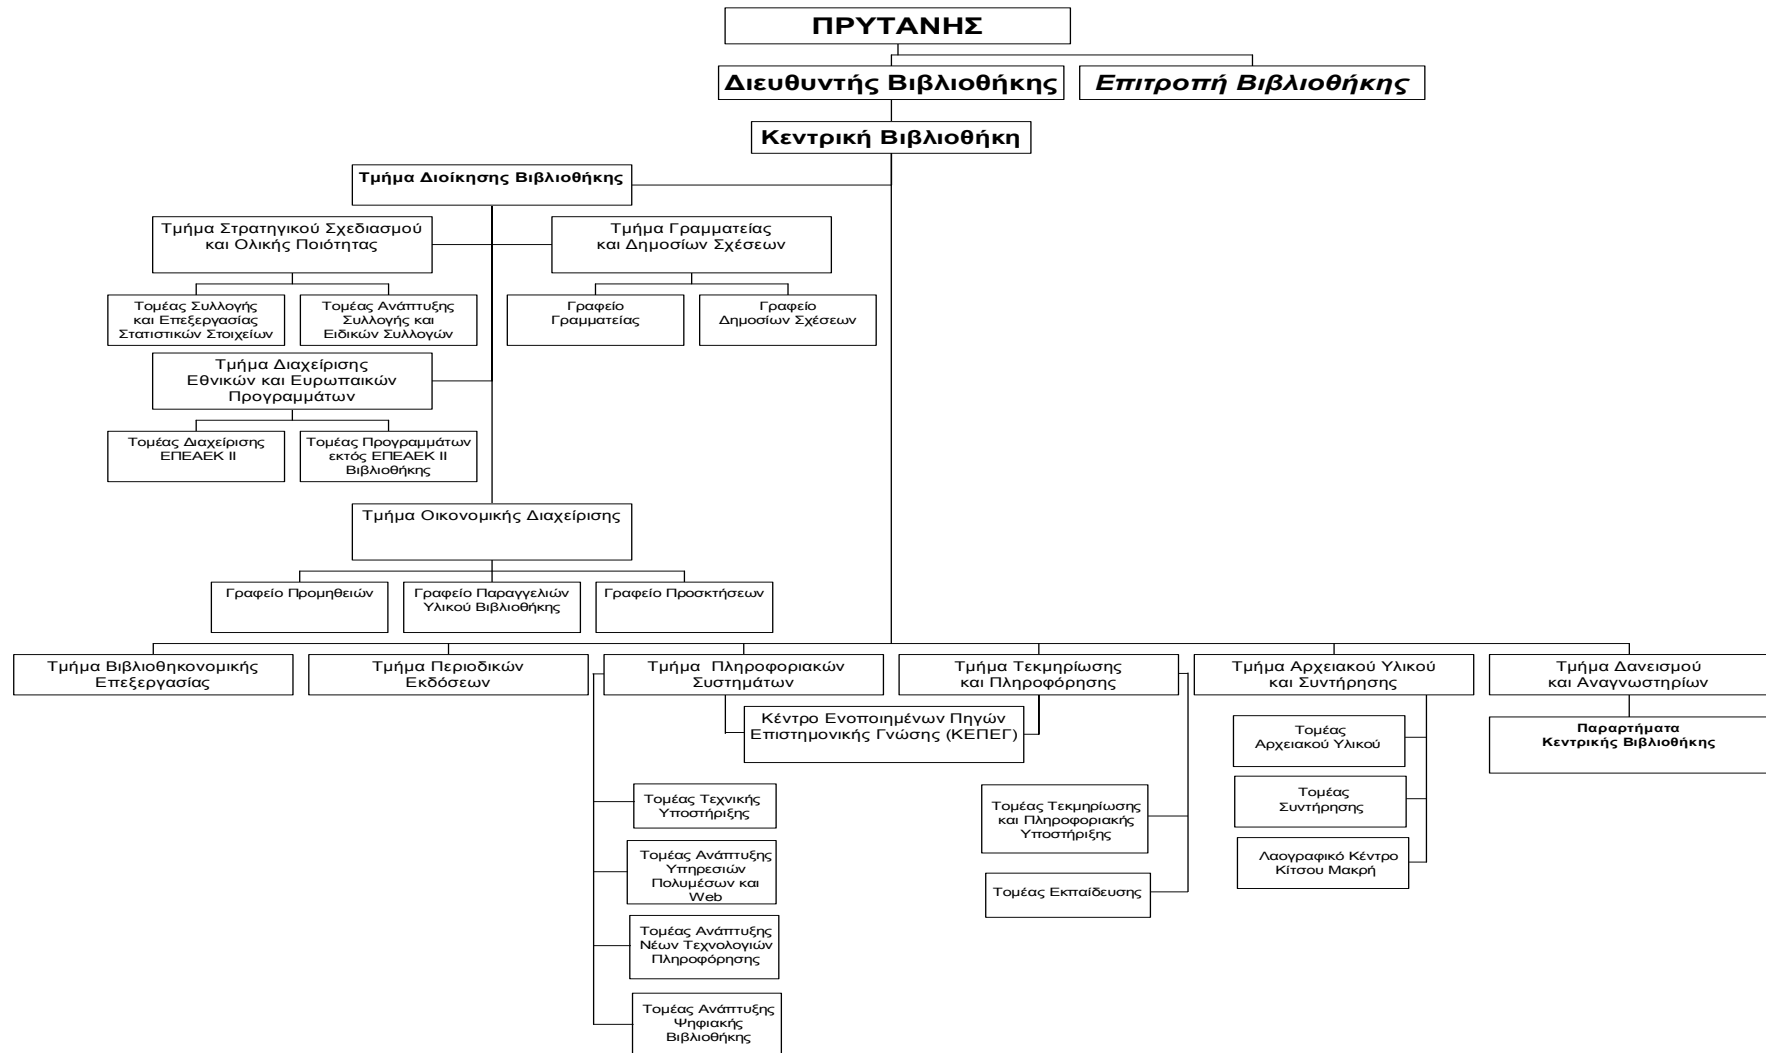 ΠΡΥΤΑΝΗΣ
Διευθυντής Βιβλιοθήκης
Επιτροπή Βιβλιοθήκης
Κεντρική Βιβλιοθήκη
Τμήμα Διοίκησης Βιβλιοθήκης
Τμήμα Στρατηγικού Σχεδιασμού
και Ολικής Ποιότητας
Τμήμα Γραμματείας
και Δημοσίων Σχέσεων
Τομέας Συλλογής
και Επεξεργασίας
Στατιστικών Στοιχείων
Τομέας Ανάπτυξης
Συλλογής και
Ειδικών Συλλογών
Γραφείο
Γραμματείας
Γραφείο
Δημοσίων Σχέσεων
Τμήμα Διαχείρισης
Εθνικών και Ευρωπαικών
Προγραμμάτων
Τομέας Διαχείρισης
ΕΠΕΑΕΚ ΙΙ
Τομέας Προγραμμάτων
εκτός ΕΠΕΑΕΚ ΙΙ
Βιβλιοθήκης
Τμήμα Οικονομικής Διαχείρισης
Γραφείο Προμηθειών
Γραφείο Παραγγελιών
Υλικού Βιβλιοθήκης
Γραφείο Προσκτήσεων
Τμήμα Βιβλιοθηκονομικής
Επεξεργασίας
Τμήμα Περιοδικών
Εκδόσεων
Τμήμα Πληροφοριακών
Συστημάτων
Τμήμα Τεκμηρίωσης
και Πληροφόρησης
Τμήμα Αρχειακού Υλικού
και Συντήρησης
Τμήμα Δανεισμού
και Αναγνωστηρίων
Κέντρο Ενοποιημένων Πηγών
Επιστημονικής Γνώσης (ΚΕΠΕΓ)
Τομέας
Αρχειακού Υλικού
Παραρτήματα
Κεντρικής Βιβλιοθήκης
Τομέας Τεχνικής
Υποστήριξης
Τομέας Τεκμηρίωσης
και Πληροφοριακής
Υποστήριξης
Τομέας
Συντήρησης
Τομέας Ανάπτυξης
Υπηρεσιών
Πολυμέσων και
Web
Τομέας Εκπαίδευσης
Λαογραφικό Κέντρο
Κίτσου Μακρή
Τομέας Ανάπτυξης
Νέων Τεχνολογιών
Πληροφόρησης
Τομέας Ανάπτυξης
Ψηφιακής
Βιβλιοθήκης